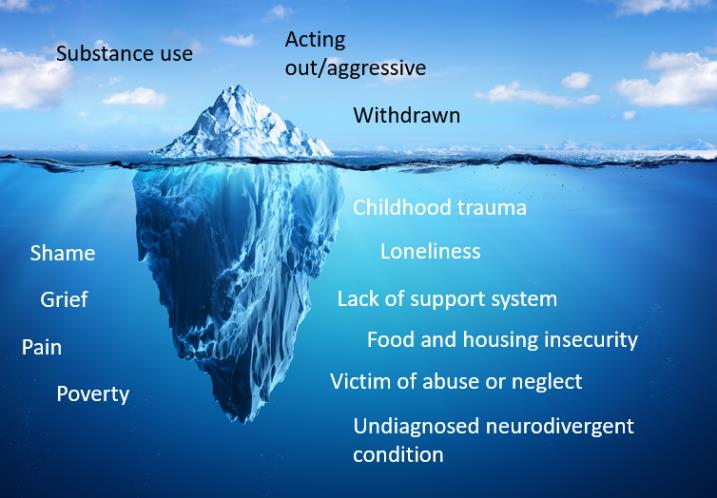 Substance use
Acting
out/aggressive
Withdrawn
Childhood trauma
Shame
Loneliness
Grief
Lack of support system
Pain
Food and housing insecurity
Poverty
Victim of abuse or neglect
Undiagnosed neurodivergent
condition